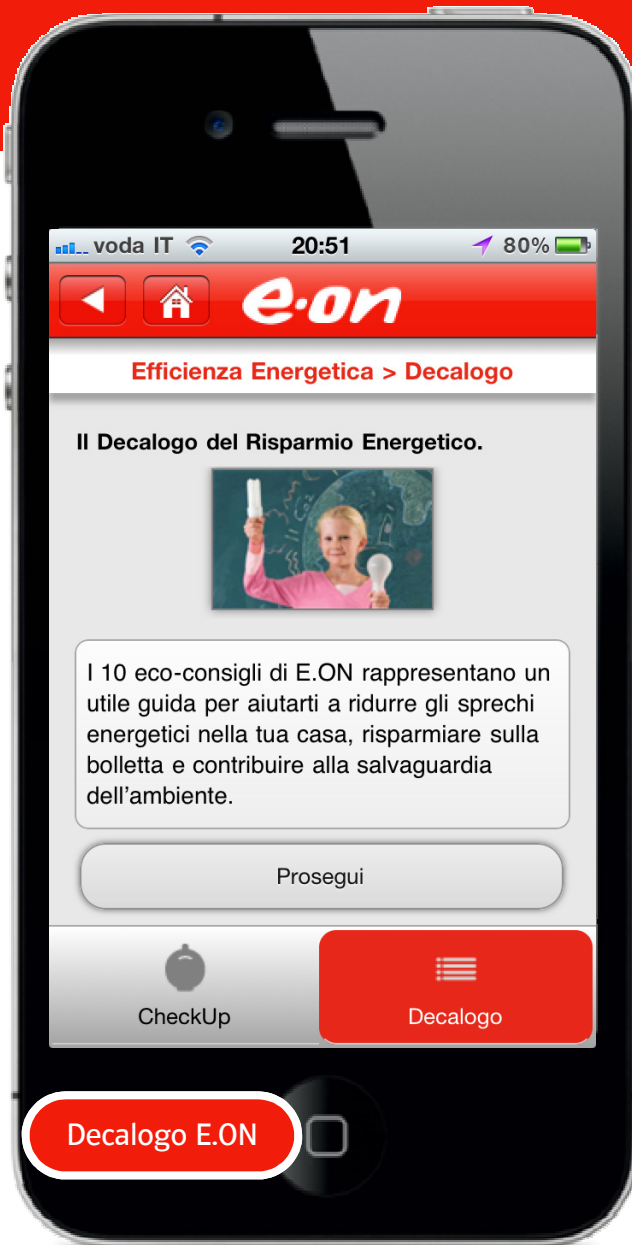 voda IT 20:51 80%
e·on
Efficienza Energetica > Decalogo
Il Decalogo del Risparmio Energetico.
I 10 eco-consigli di E.ON rappresentano un
utile guida per aiutarti a ridurre gli sprechi
energetici nella tua casa, risparmiare sulla
bolletta e contribuire alla salvaguardia
dell'ambiente.
Prosegui
CheckUp Decalogo
Decalogo E.ON